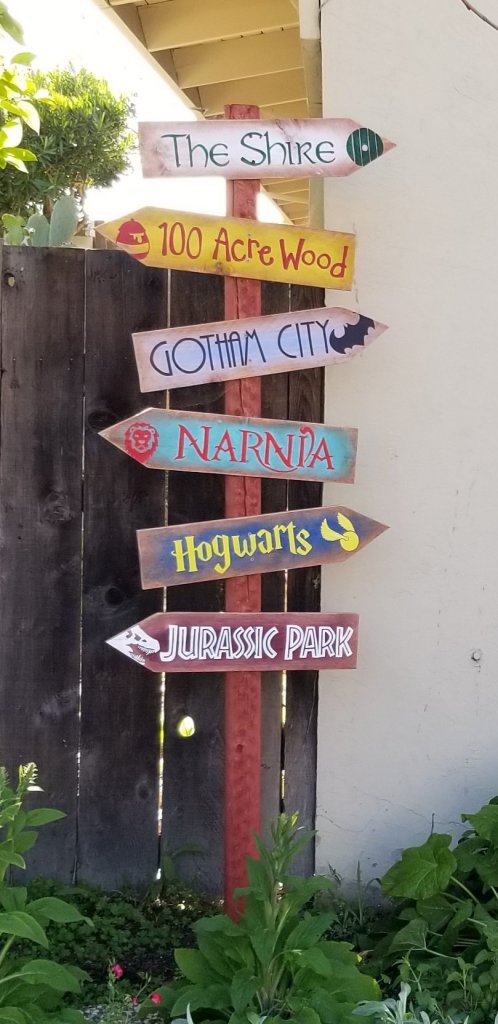 The Shire
100 Acre Wood
GOTHAM CITY
NARNIA
Hogwarts
JURASSIC PARK